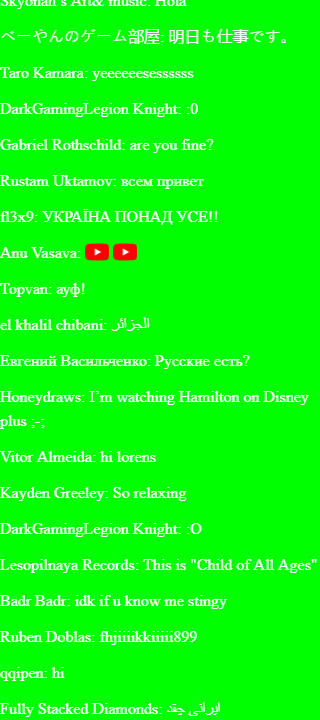 Skyonan's Art& music: Hola
べーやんのゲーム部屋: 明日も仕事です。
Taro Kamara: yeeeeeesessssss
DarkGamingLegion Knight: :0
Gabriel Rothschild: are you fine?
Rustam Uktamov: всем привет
fl3x9: УКРАЇНА ПОНАД УСЕ!!
Anu Vasava:
Topvan: ауф!
el khalil chibani: الجزائر
Евгений Васильченко: Русские есть?
Honeydraws: I'm watching Hamilton on Disney
plus ;-;
Vitor Almeida: hi lorens
Kayden Greeley: So relaxing
DarkGamingLegion Knight: :O
Lesopilnaya Records: This is "Child of All Ages"
Badr Badr: idk if u know me stingy
Ruben Doblas: fhjiiikkiiiii899
qqipen: hi
Fully Stacked Diamonds: ایرانی چقد